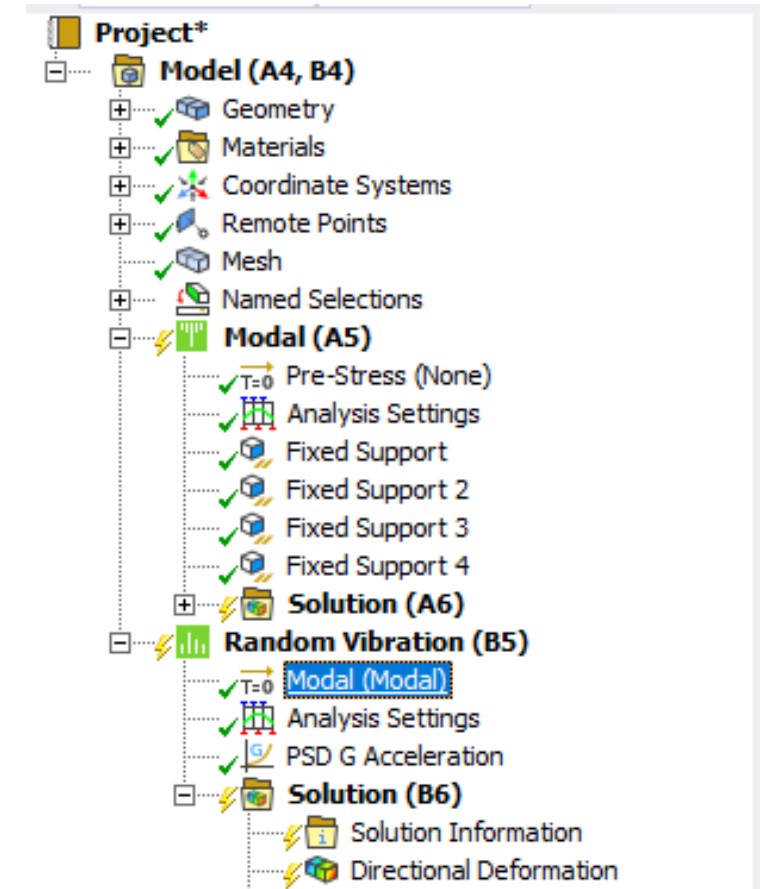 Project*
Model (A4, B4)
Geometry
Materials
Coordinate Systems
Remote Points
Mesh
Named Selections
Modal (A5)
T=0 Pre-Stress (None)
Analysis Settings
Fixed Support
Fixed Support 2
Fixed Support 3
Fixed Support 4
Solution (A6)
Random Vibration (B5)
T=0 Modal (Modal)
Analysis Settings
G PSD G Acceleration
Solution (B6)
i Solution Information
Directional Deformation